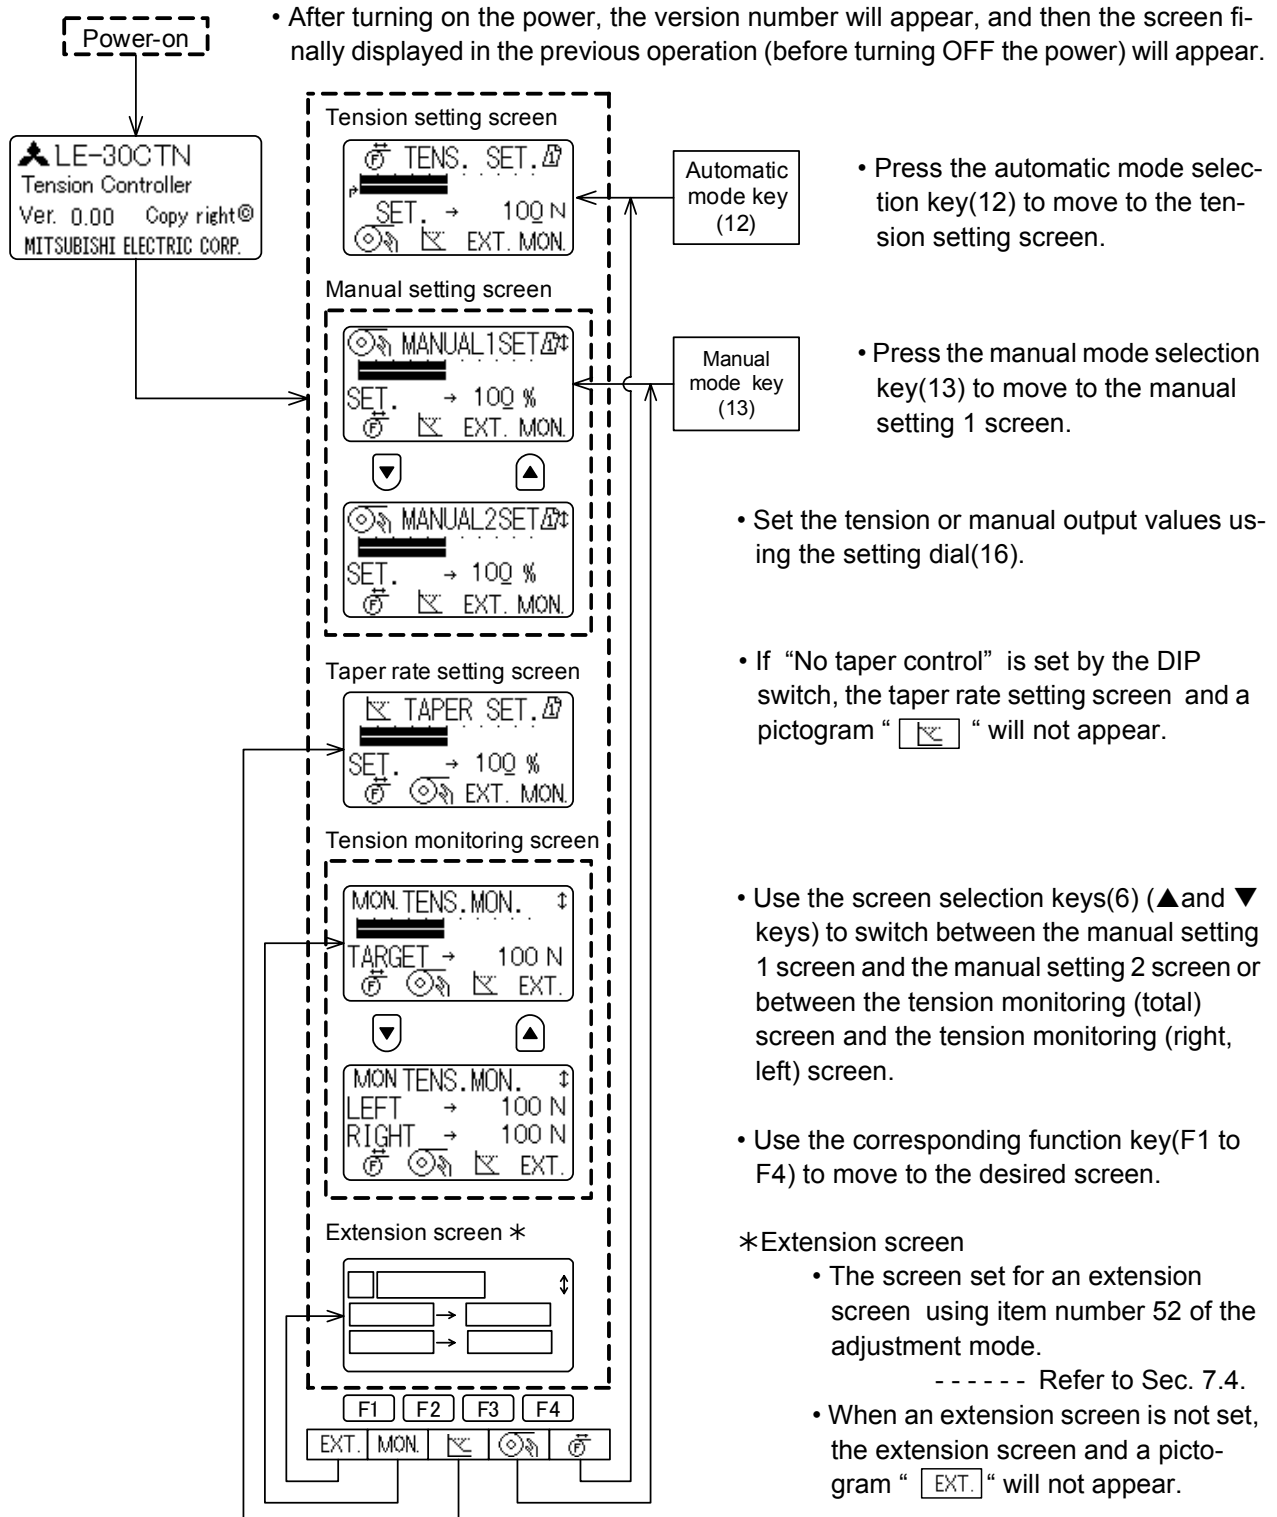 Power-on
• After turning on the power, the version number will appear, and then the screen fi-
nally displayed in the previous operation (before turning OFF the power) will appear.
LE-30CTN
Tension Controller
Ver. 0.00 Copy right©
MITSUBISHI ELECTRIC CORP.
Tension setting screen
F TENS. SET. 1
SET. → 100 N
EXT. MON.
Automatic
mode key
(12)
• Press the automatic mode selec-
tion key(12) to move to the ten-
sion setting screen.
Manual setting screen
MANUAL1SET 1↕
SET. → 100 %
F EXT. MON.
Manual
mode key
(13)
• Press the manual mode selection
key(13) to move to the manual
setting 1 screen.
▼ ▲
MANUAL2SET 1↕
SET. → 100 %
F EXT. MON.
• Set the tension or manual output values us-
ing the setting dial(16).
Taper rate setting screen
TAPER SET. 1
SET. → 100 %
F EXT. MON.
• If “No taper control” is set by the DIP
switch, the taper rate setting screen and a
pictogram “ “ will not appear.
Tension monitoring screen
MON. TENS.MON. ↕
TARGET → 100 N
F EXT.
▼ ▲
MON TENS.MON. ↕
LEFT → 100 N
RIGHT → 100 N
F EXT.
• Use the screen selection keys(6) (▲and ▼
keys) to switch between the manual setting
1 screen and the manual setting 2 screen or
between the tension monitoring (total)
screen and the tension monitoring (right,
left) screen.
• Use the corresponding function key(F1 to
F4) to move to the desired screen.
Extension screen ＊
↕
→
→
F1 F2 F3 F4
EXT. MON. F
＊Extension screen
• The screen set for an extension
screen using item number 52 of the
adjustment mode.
- - - - - - Refer to Sec. 7.4.
• When an extension screen is not set,
the extension screen and a picto-
gram “ EXT. “ will not appear.